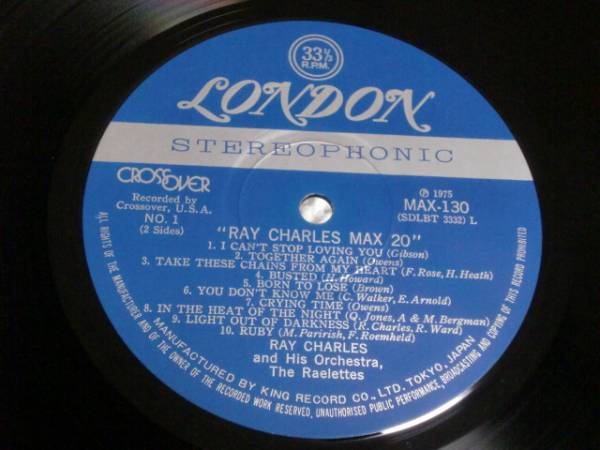 33⅓
R.P.M.
LONDON
STEREOPHONIC
CROSSOVER
Recorded by
Crossover, U.S.A.
NO. 1
(2 Sides)
℗ 1975
MAX-130
(SDLBT 3332) L
"RAY CHARLES MAX 20"
1. I CAN'T STOP LOVING YOU (Gibson)
2. TOGETHER AGAIN (Owens)
3. TAKE THESE CHAINS FROM MY HEART (F. Rose, H. Heath)
4. BUSTED (H. Howard)
5. BORN TO LOSE (Brown)
6. YOU DON'T KNOW ME (C. Walker, E. Arnold)
7. CRYING TIME (Owens)
8. IN THE HEAT OF THE NIGHT (Q. Jones, A & M. Bergman)
9. LIGHT OUT OF DARKNESS (R. Charles, R. Ward)
10. RUBY (M. Parirish, F. Roemheld)
RAY CHARLES
and His Orchestra,
The Raelettes
MANUFACTURED BY KING RECORD CO., LTD. TOKYO, JAPAN
ALL RIGHTS OF THE MANUFACTURER AND OF THE OWNER OF THE RECORDED WORK RESERVED, UNAUTHORISED PUBLIC PERFORMANCE, BROADCASTING AND COPYING OF THIS RECORD PROHIBITED